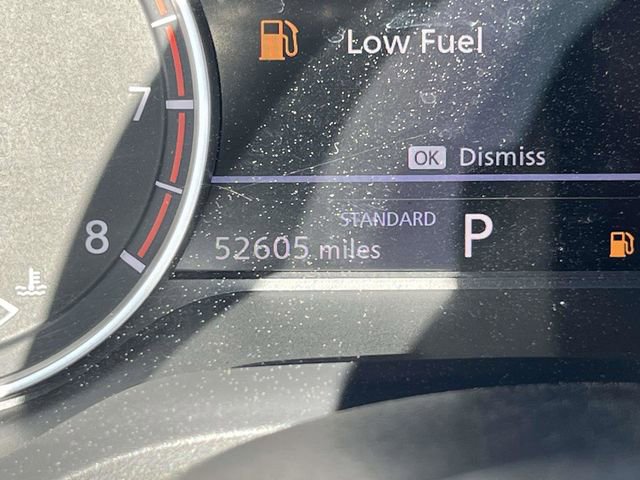 Low Fuel
7
OK Dismiss
STANDARD
P
8
52605 miles